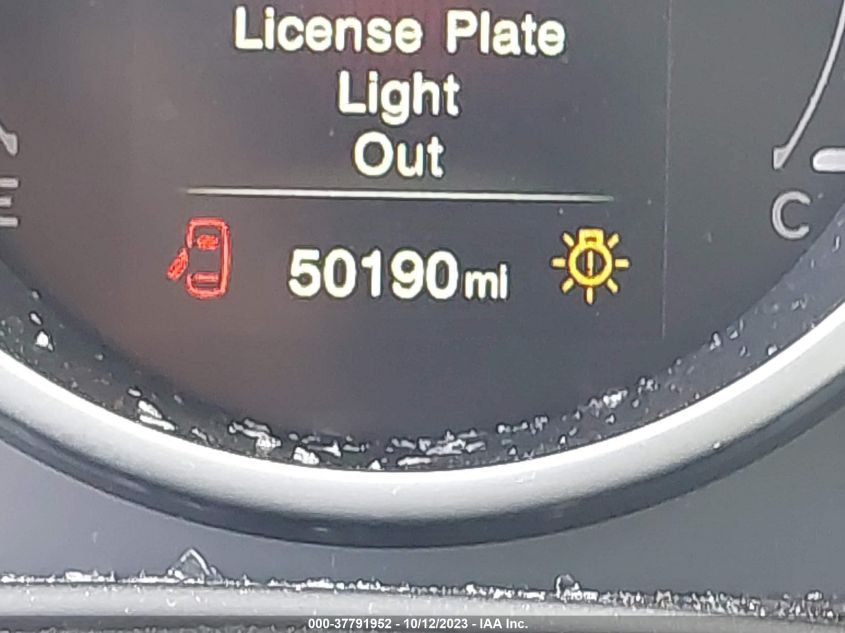 License Plate
Light
Out
E
50190mi
C
000-37791952 - 10/12/2023 - IAA Inc.